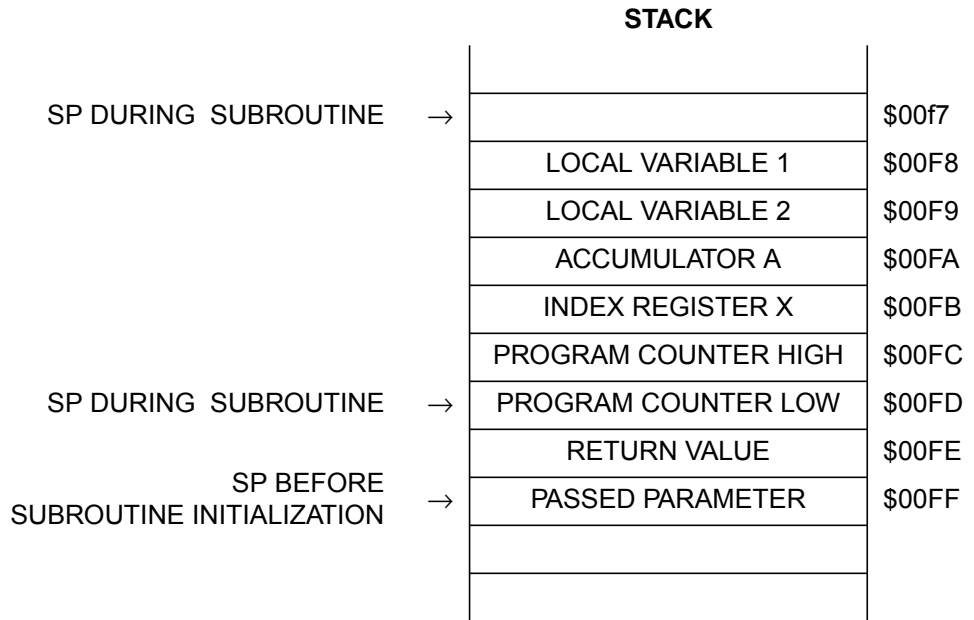 STACK
SP DURING SUBROUTINE → $00f7
LOCAL VARIABLE 1 $00F8
LOCAL VARIABLE 2 $00F9
ACCUMULATOR A $00FA
INDEX REGISTER X $00FB
PROGRAM COUNTER HIGH $00FC
SP DURING SUBROUTINE → PROGRAM COUNTER LOW $00FD
RETURN VALUE $00FE
SP BEFORE
SUBROUTINE INITIALIZATION → PASSED PARAMETER $00FF